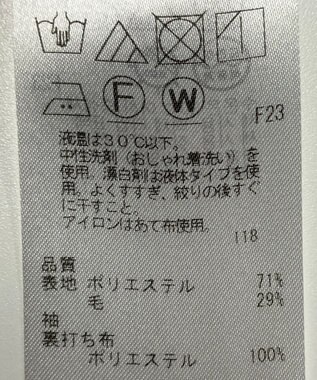 F W
F23
液温は30℃以下。
中性洗剤（おしゃれ着洗い）を
使用。漂白剤お液体タイプを使
用。よくすすぎ、絞りの後すぐ
に干すこと。
アイロンはあて布使用。
118
品質
表地 ポリエステル 71%
毛 29%
袖
裏打ち布
ポリエステル 100%